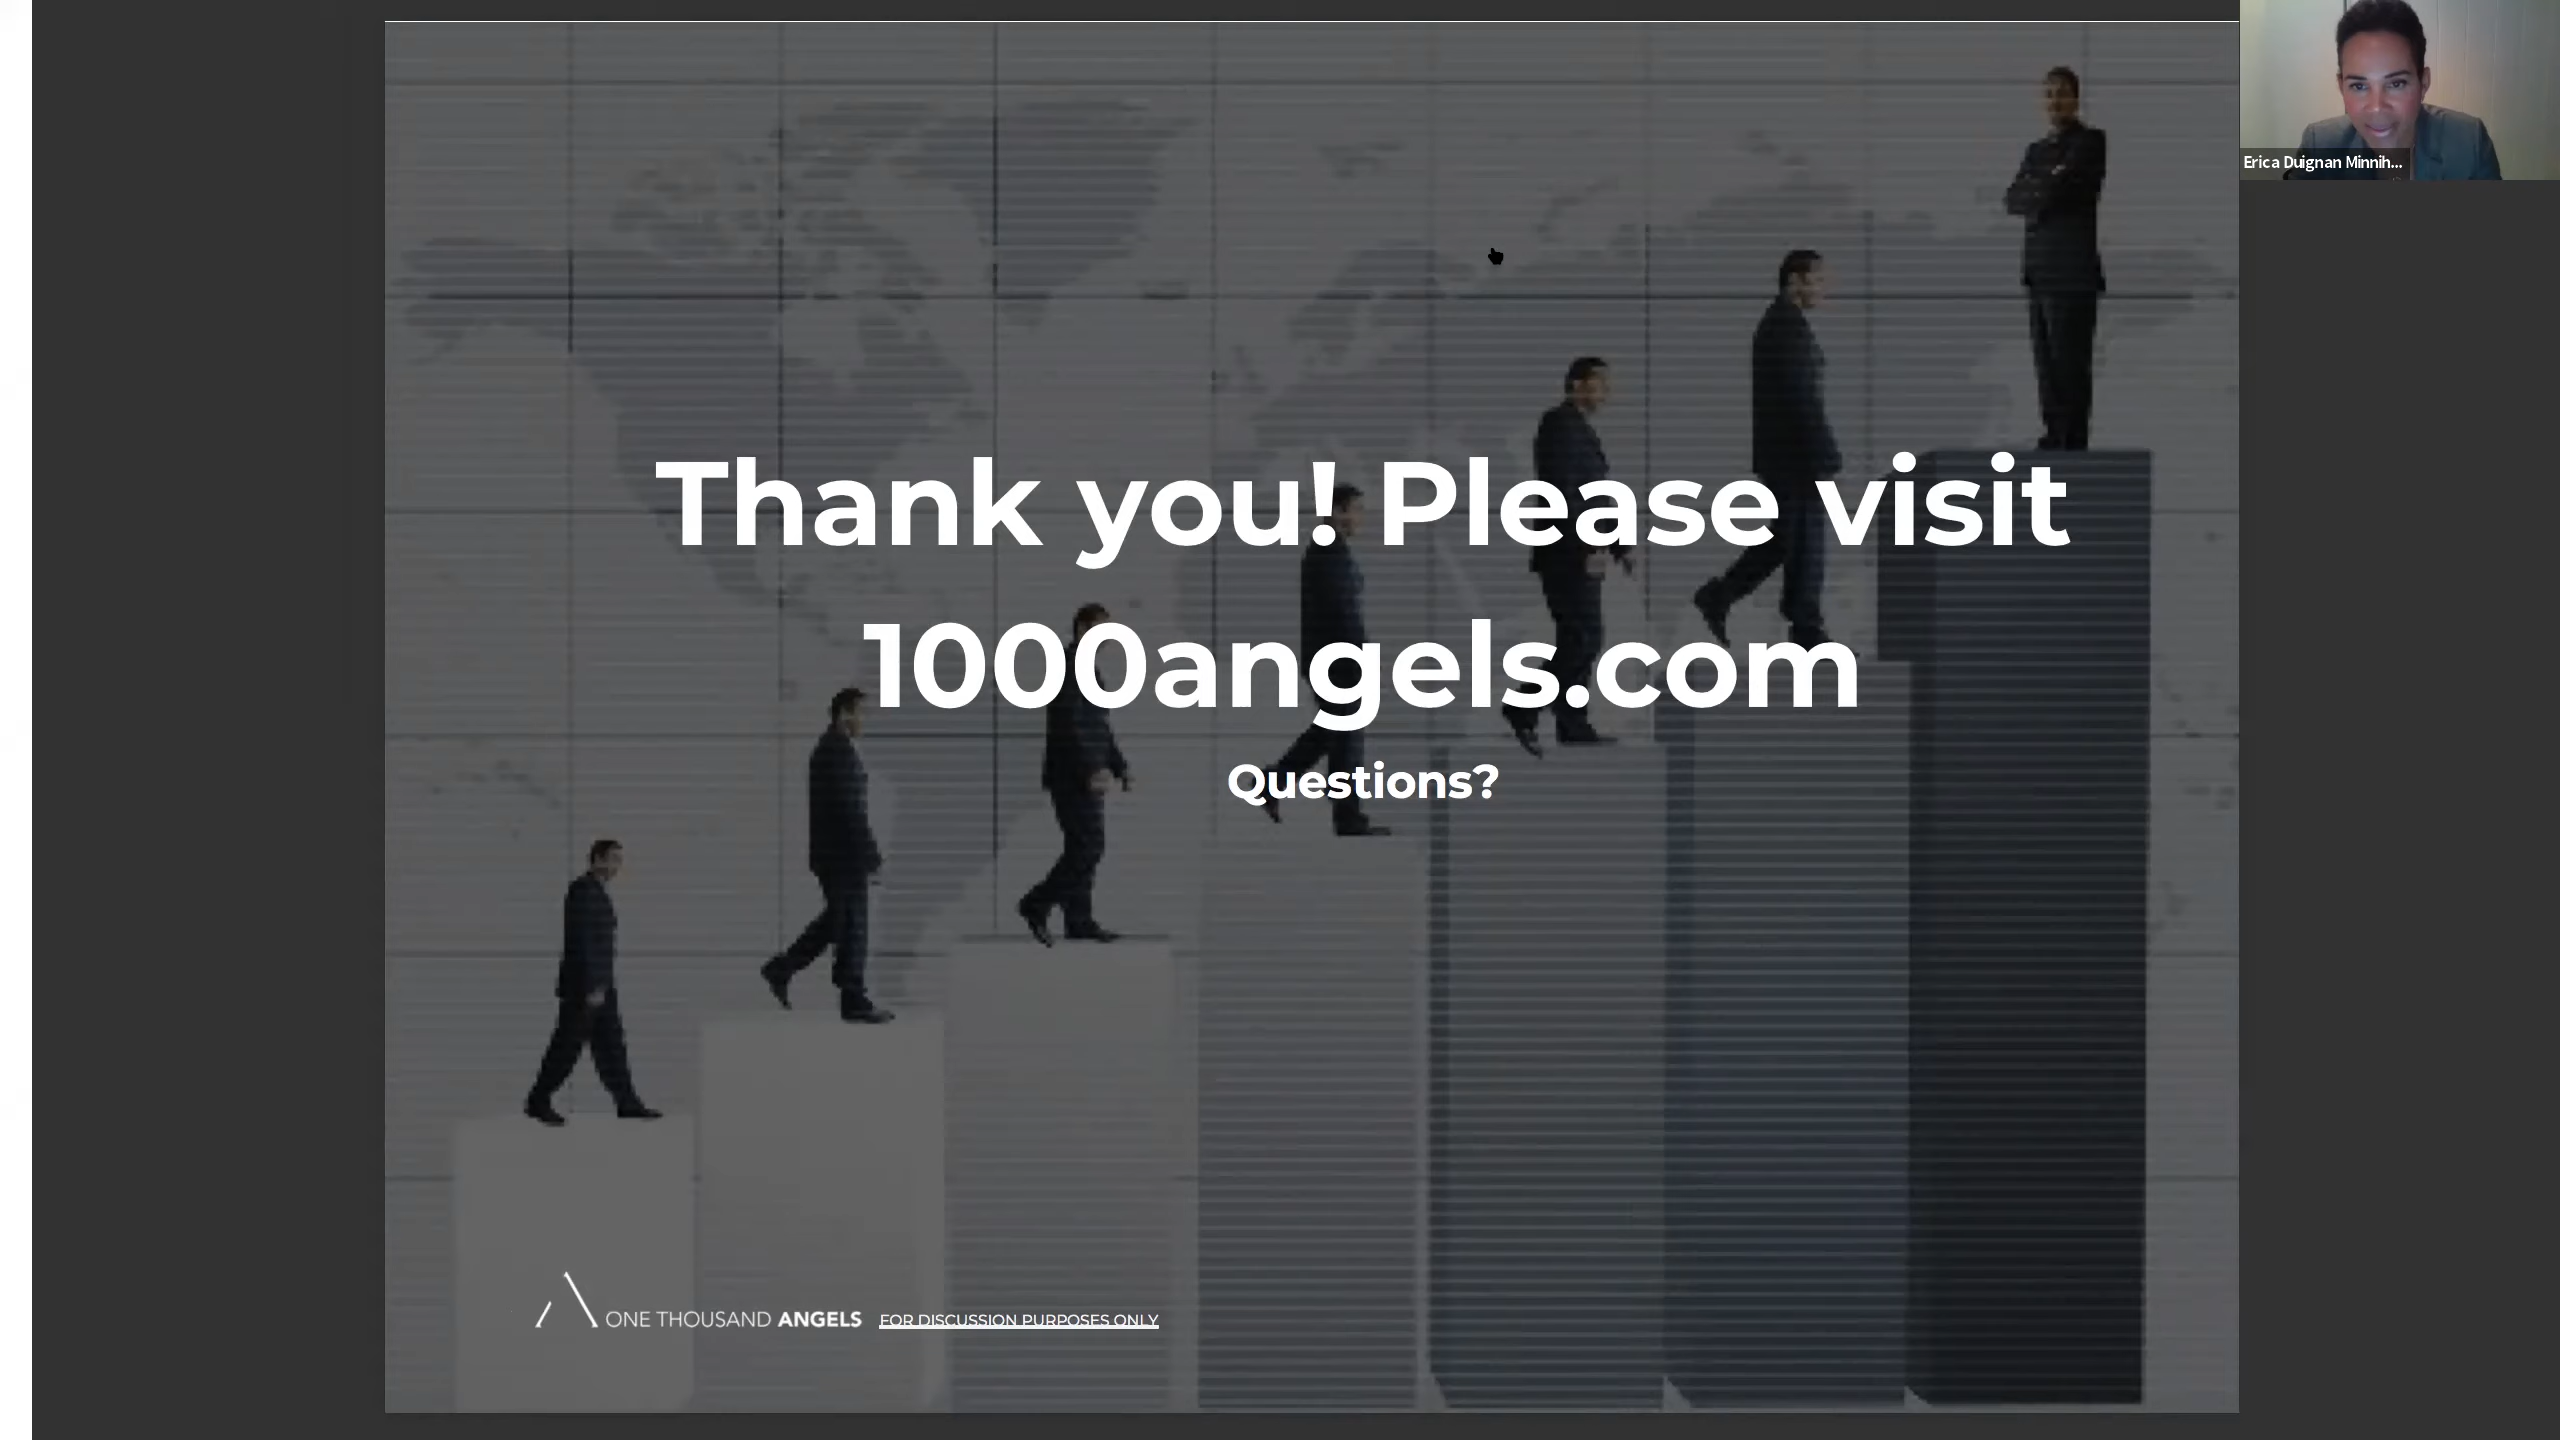 Erica Duignan Minnih...
Thank you! Please visit
1000angels.com
Questions?
ONE THOUSAND ANGELS FOR DISCUSSION PURPOSES ONLY